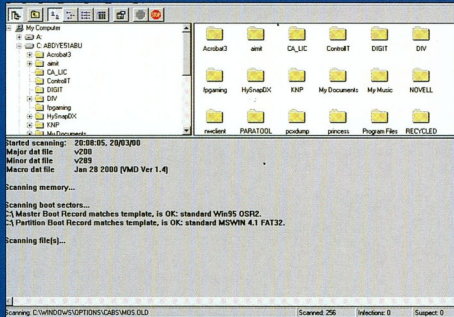 My Computer
A:
C: ABDYE51ABU
Acrobat3
aimit
CA_LIC
ControlIT
DIGIT
DIV
fpgaming
HySnapDX
KNP
My Documents
Acrobat3 aimit CA_LIC ControlIT DIGIT DIV
fpgaming HySnapDX KNP My Documents My Music NOVELL
nwclient PARATOOL pcxdump princess Program Files RECYCLED
Started scanning: 20:08:05, 20/03/00
Major dat file v200
Minor dat file v289
Macro dat file Jan 28 2000 (VMD Ver 1.4)
Scanning memory...
Scanning boot sectors...
C:\ Master Boot Record matches template, is OK: standard Win95 OSR2.
C:\ Partition Boot Record matches template, is OK: standard MSWIN 4.1 FAT32.
Scanning file(s)...
Scanning: C:\WINDOWS\OPTIONS\CABS\MOS.OLD Scanned: 256 Infections: 0 Suspect: 0